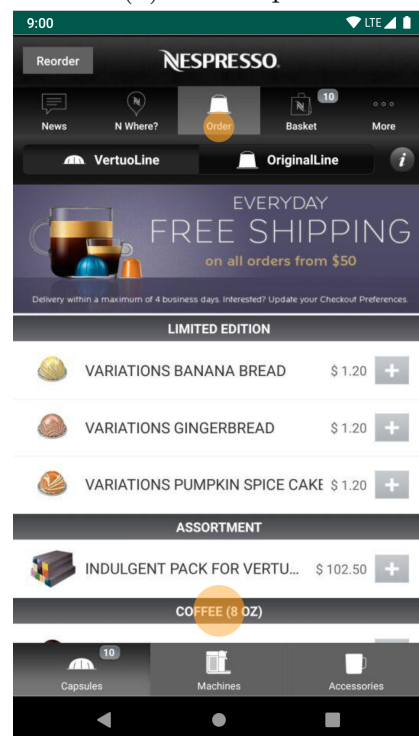 9:00 LTE
Reorder NESPRESSO.
10
News N Where? Order Basket More
VertuoLine OriginalLine i
EVERYDAY
FREE SHIPPING
on all orders from $50
Delivery within a maximum of 4 business days. Interested? Update your Checkout Preferences.
LIMITED EDITION
VARIATIONS BANANA BREAD $ 1.20
VARIATIONS GINGERBREAD $ 1.20
VARIATIONS PUMPKIN SPICE CAKE $ 1.20
ASSORTMENT
INDULGENT PACK FOR VERTU... $ 102.50
COFFEE (8 OZ)
10
Capsules Machines Accessories